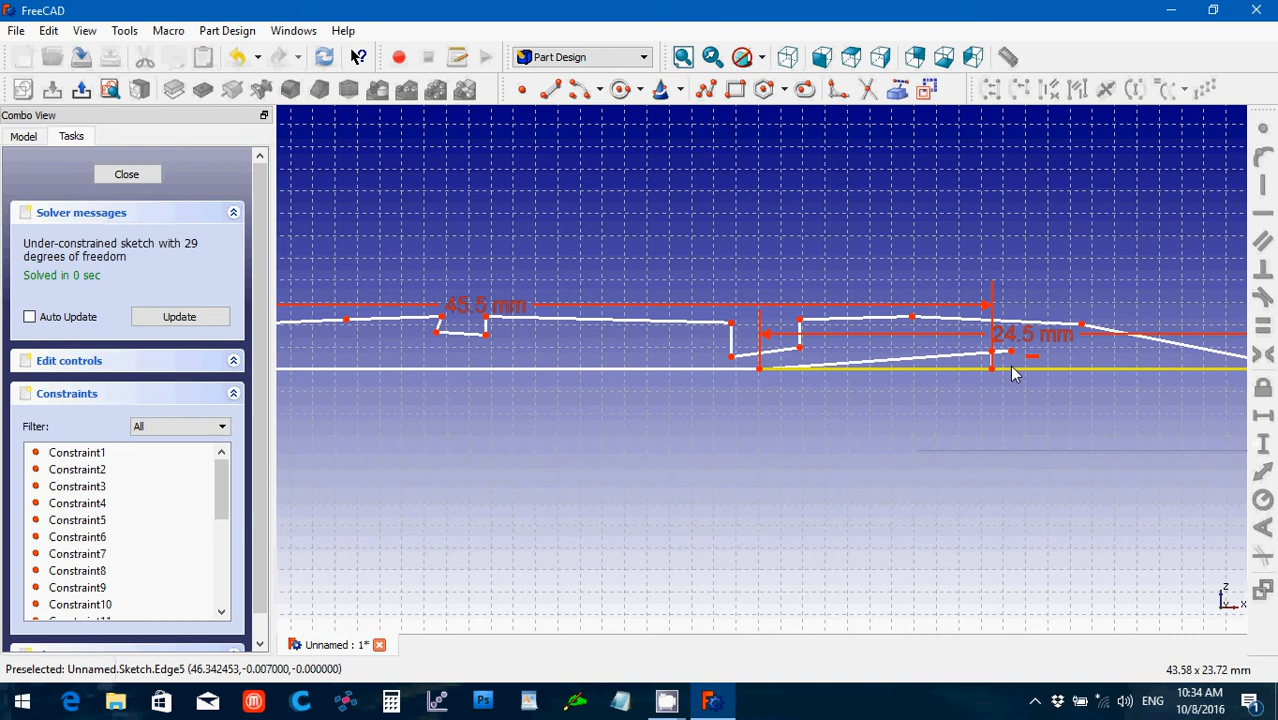 FreeCAD
File Edit View Tools Macro Part Design Windows Help
Part Design
Combo View
Model Tasks
Close
Solver messages
Under-constrained sketch with 29
degrees of freedom
Solved in 0 sec
Auto Update Update
Edit controls
Constraints
Filter: All
Constraint1
Constraint2
Constraint3
Constraint4
Constraint5
Constraint6
Constraint7
Constraint8
Constraint9
Constraint10
45.5 mm
24.5 mm
Z
Y
X
Unnamed : 1*
Preselected: Unnamed.Sketch.Edge5 (46.342453,-0.007000,-0.000000)
43.58 x 23.72 mm
Ps
ENG
10:34 AM
10/8/2016
1